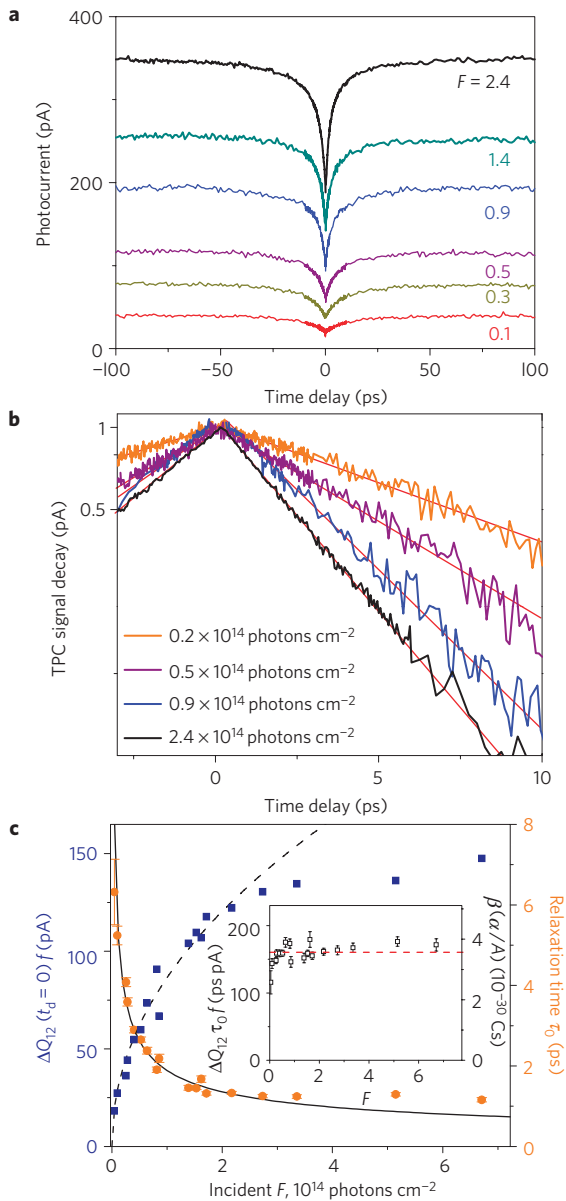 a
400
200
0
Photocurrent (pA)
F = 2.4
1.4
0.9
0.5
0.3
0.1
−100
−50
0
50
100
Time delay (ps)
b
1
0.5
TPC signal decay (pA)
0.2 × 10¹⁴ photons cm⁻²
0.5 × 10¹⁴ photons cm⁻²
0.9 × 10¹⁴ photons cm⁻²
2.4 × 10¹⁴ photons cm⁻²
0
5
10
Time delay (ps)
c
150
100
50
0
ΔQ₁₂ (t_d = 0) f (pA)
8
6
4
2
0
Relaxation time τ₀ (ps)
200
100
0
ΔQ₁₂ τ₀ f (ps pA)
4
2
0
β(α/A) (10⁻³⁰ Cs)
0
2
4
6
F
0
2
4
6
Incident F, 10¹⁴ photons cm⁻²